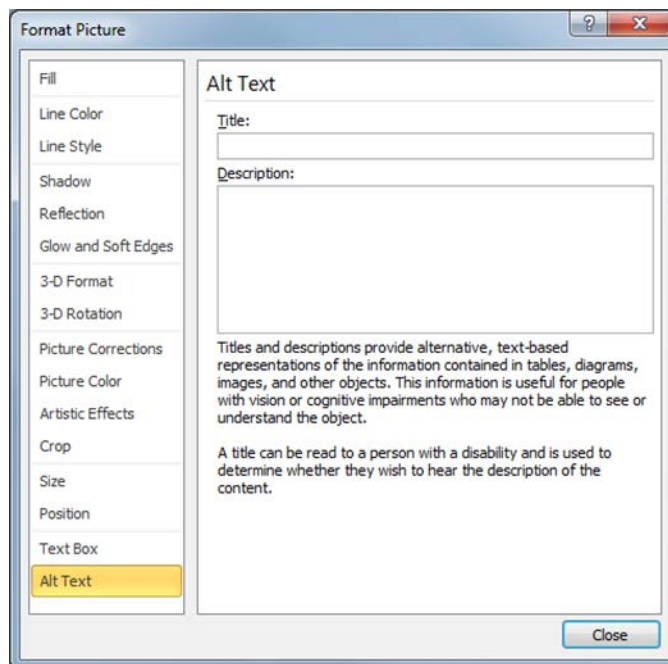 Format Picture
Fill
Line Color
Line Style
Shadow
Reflection
Glow and Soft Edges
3-D Format
3-D Rotation
Picture Corrections
Picture Color
Artistic Effects
Crop
Size
Position
Text Box
Alt Text
Alt Text
Title:
Description:
Titles and descriptions provide alternative, text-based
representations of the information contained in tables, diagrams,
images, and other objects. This information is useful for people
with vision or cognitive impairments who may not be able to see or
understand the object.
A title can be read to a person with a disability and is used to
determine whether they wish to hear the description of the
content.
Close